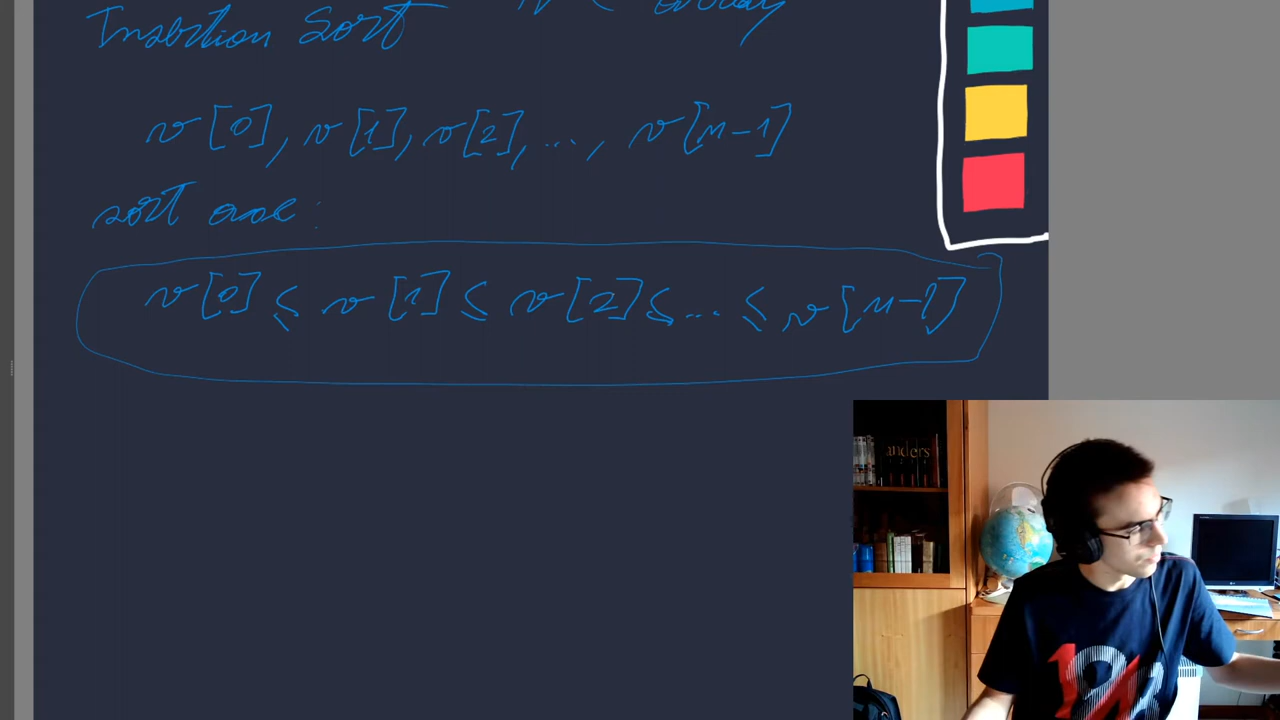 Insertion Sort
v[0], v[1], v[2], ..., v[n-1]
sort asc:
v[0] ≤ v[1] ≤ v[2] ≤ ... ≤ v[n-1]
anders